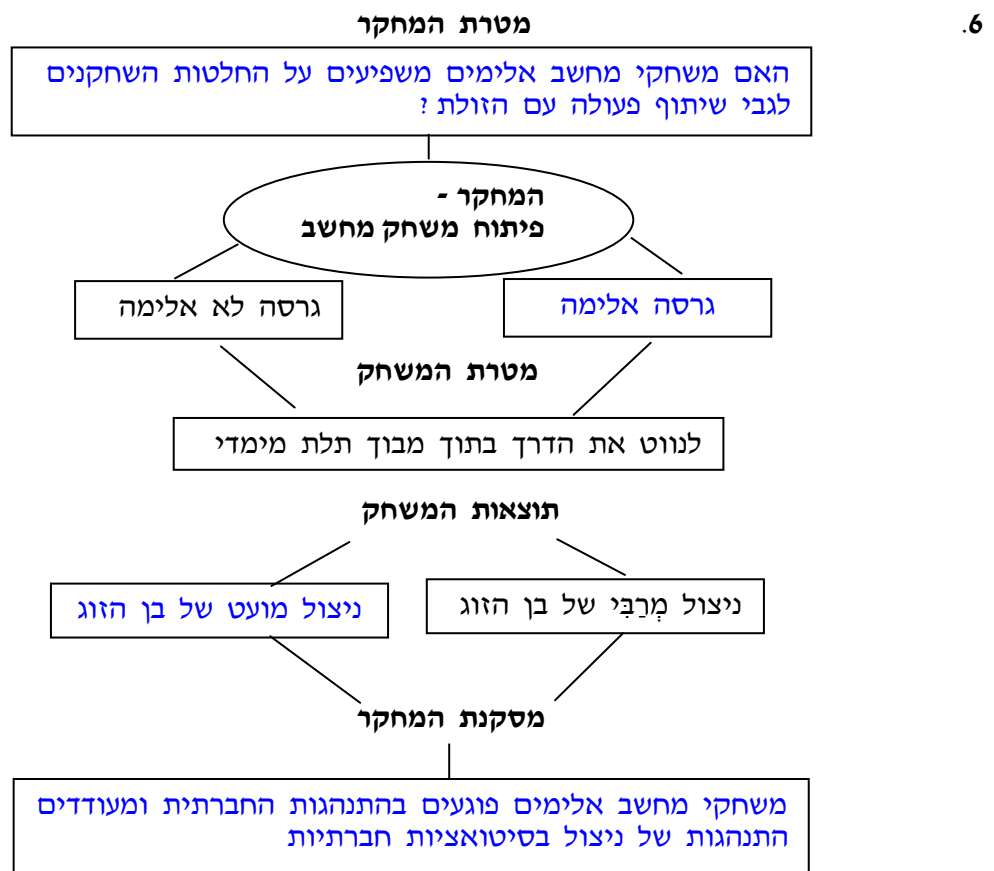 6.
מטרת המחקר
האם משחקי מחשב אלימים משפיעים על החלטות השחקנים
לגבי שיתוף פעולה עם הזולת ?
המחקר -
פיתוח משחק מחשב
גרסה אלימה
גרסה לא אלימה
מטרת המשחק
לנווט את הדרך בתוך מבוך תלת מימדי
תוצאות המשחק
ניצול מְרַבִּי של בן הזוג
ניצול מועט של בן הזוג
מסקנת המחקר
משחקי מחשב אלימים פוגעים בהתנהגות החברתית ומעודדים
התנהגות של ניצול בסיטואציות חברתיות